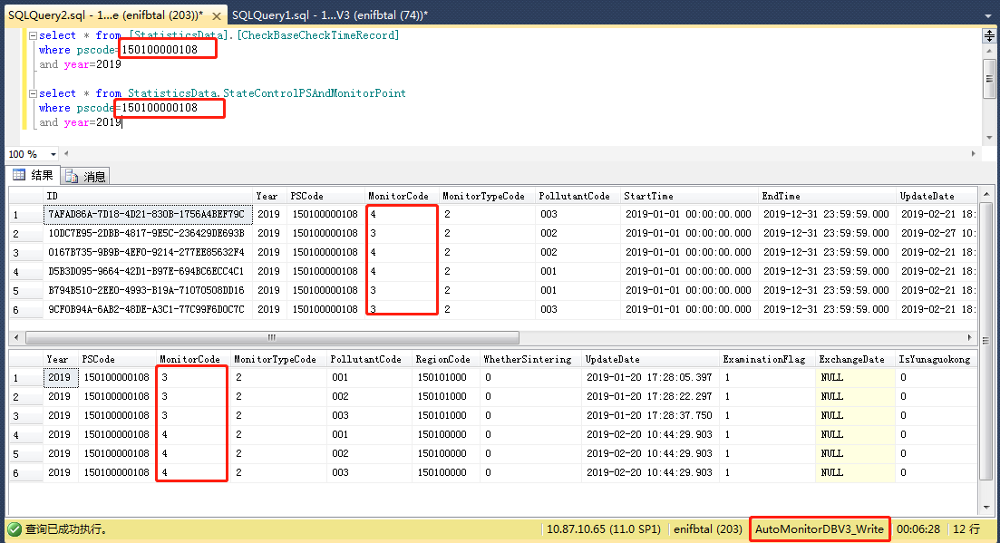 SQLQuery2.sql - 1...e (enifbtal (203))* SQLQuery1.sql - 1...V3 (enifbtal (74))*
select * from [StatisticsData].[CheckBaseCheckTimeRecord]
where pscode=150100000108
and year=2019
select * from StatisticsData.StateControlPSAndMonitorPoint
where pscode=150100000108
and year=2019
100 %
结果 消息
ID Year PSCode MonitorCode MonitorTypeCode PollutantCode StartTime EndTime UpdateDate
1 7AFAD86A-7D18-4D21-830B-1756A4BEF79C 2019 150100000108 4 2 003 2019-01-01 00:00:00.000 2019-12-31 23:59:59.000 2019-02-21 18:
2 10DC7E95-2DBB-4817-9E5C-236429DE693B 2019 150100000108 3 2 002 2019-01-01 00:00:00.000 2019-12-31 23:59:59.000 2019-02-27 10:
3 0167B735-9B9B-4EF0-9214-277EE85632F4 2019 150100000108 4 2 002 2019-01-01 00:00:00.000 2019-12-31 23:59:59.000 2019-02-21 18:
4 D5B3D095-9664-42D1-B97E-694BC6ECC4C1 2019 150100000108 4 2 001 2019-01-01 00:00:00.000 2019-12-31 23:59:59.000 2019-02-21 18:
5 B794B510-2EE0-4993-B19A-71070508DD16 2019 150100000108 3 2 001 2019-01-01 00:00:00.000 2019-12-31 23:59:59.000 2019-02-21 18:
6 9CF0B94A-6AB2-48DE-A3C1-77C99F6D0C7C 2019 150100000108 3 2 003 2019-01-01 00:00:00.000 2019-12-31 23:59:59.000 2019-02-21 18:
Year PSCode MonitorCode MonitorTypeCode PollutantCode RegionCode WhetherSintering UpdateDate ExaminationFlag ExchangeDate IsYunaguokong
1 2019 150100000108 3 2 001 150101000 0 2019-01-20 17:28:05.397 1 NULL 0
2 2019 150100000108 3 2 002 150101000 0 2019-01-20 17:28:22.297 1 NULL 0
3 2019 150100000108 3 2 003 150101000 0 2019-01-20 17:28:37.750 1 NULL 0
4 2019 150100000108 4 2 001 150100000 0 2019-02-20 10:44:29.903 1 NULL 0
5 2019 150100000108 4 2 002 150100000 0 2019-02-20 10:44:29.903 1 NULL 0
6 2019 150100000108 4 2 003 150100000 0 2019-02-20 10:44:29.903 1 NULL 0
查询已成功执行。 10.87.10.65 (11.0 SP1) enifbtal (203) AutoMonitorDBV3_Write 00:06:28 12 行